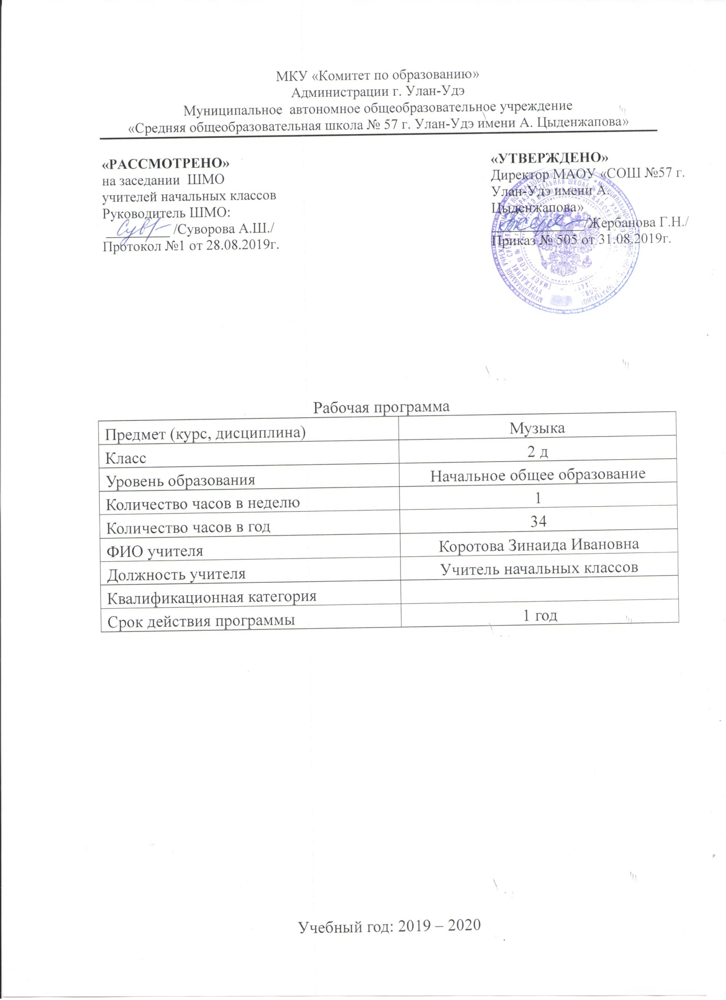 МКУ «Комитет по образованию»
Администрации г. Улан-Удэ
Муниципальное автономное общеобразовательное учреждение
«Средняя общеобразовательная школа № 57 г. Улан-Удэ имени А. Цыденжапова»
«РАССМОТРЕНО»
на заседании ШМО
учителей начальных классов
Руководитель ШМО:
/Суворова А.Ш./
Протокол №1 от 28.08.2019г.
«УТВЕРЖДЕНО»
Директор МАОУ «СОШ №57 г.
Улан-Удэ имени А.
Цыденжапова»
/Жербанова Г.Н./
Приказ № 505 от 31.08.2019г.
Рабочая программа
Предмет (курс, дисциплина) Музыка
Класс 2 д
Уровень образования Начальное общее образование
Количество часов в неделю 1
Количество часов в год 34
ФИО учителя Коротова Зинаида Ивановна
Должность учителя Учитель начальных классов
Квалификационная категория
Срок действия программы 1 год
Учебный год: 2019 – 2020